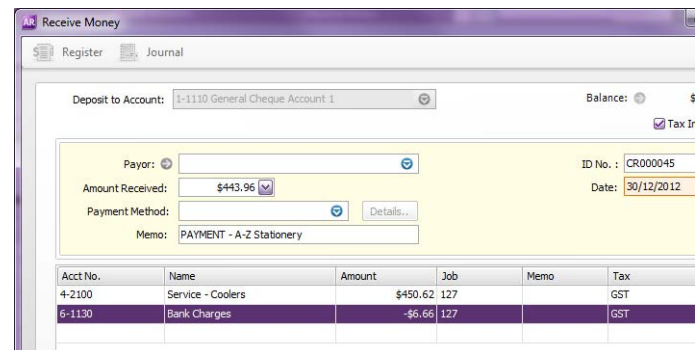 AR Receive Money
Register Journal
Deposit to Account: 1-1110 General Cheque Account 1 Balance: $
Tax In
Payor: ID No. : CR000045
Amount Received: $443.96 Date: 30/12/2012
Payment Method: Details..
Memo: PAYMENT - A-Z Stationery
Acct No. Name Amount Job Memo Tax
4-2100 Service - Coolers $450.62 127 GST
6-1130 Bank Charges -$6.66 127 GST